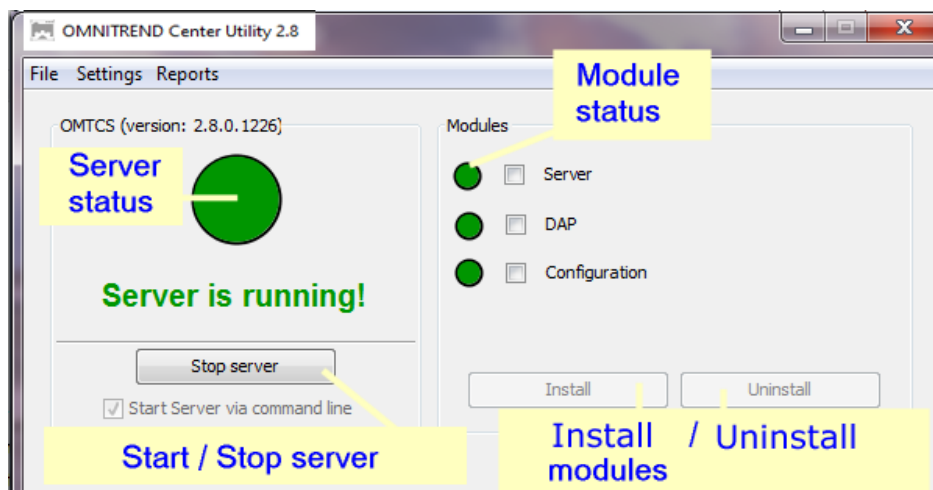 OMNITREND Center Utility 2.8
File Settings Reports
Module
status
OMTCS (version: 2.8.0.1226)
Modules
Server
status
Server
DAP
Configuration
Server is running!
Stop server
Start Server via command line
Install
Uninstall
Start / Stop server
Install / Uninstall
modules